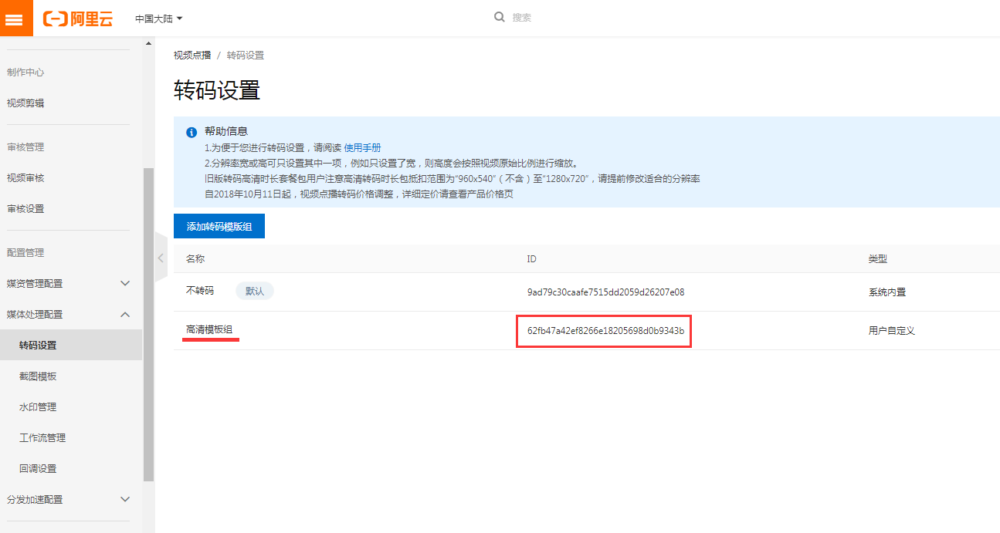 阿里云
中国大陆
搜索
制作中心
视频剪辑
审核管理
视频审核
审核设置
配置管理
媒资管理配置
媒体处理配置
转码设置
截图模板
水印管理
工作流管理
回调设置
分发加速配置
视频点播 / 转码设置
转码设置
帮助信息
1.为便于您进行转码设置，请阅读 使用手册
2.分辨率宽或高可只设置其中一项，例如只设置了宽，则高度会按照视频原始比例进行缩放。
旧版转码高清时长套餐包用户注意高清转码时长包抵扣范围为“960x540”（不含）至“1280x720”，请提前修改适合的分辨率
自2018年10月11日起，视频点播转码价格调整，详细定价请查看产品价格页
添加转码模版组
名称 ID 类型
不转码 默认 9ad79c30caafe7515dd2059d26207e08 系统内置
高清模板组 62fb47a42ef8266e18205698d0b9343b 用户自定义